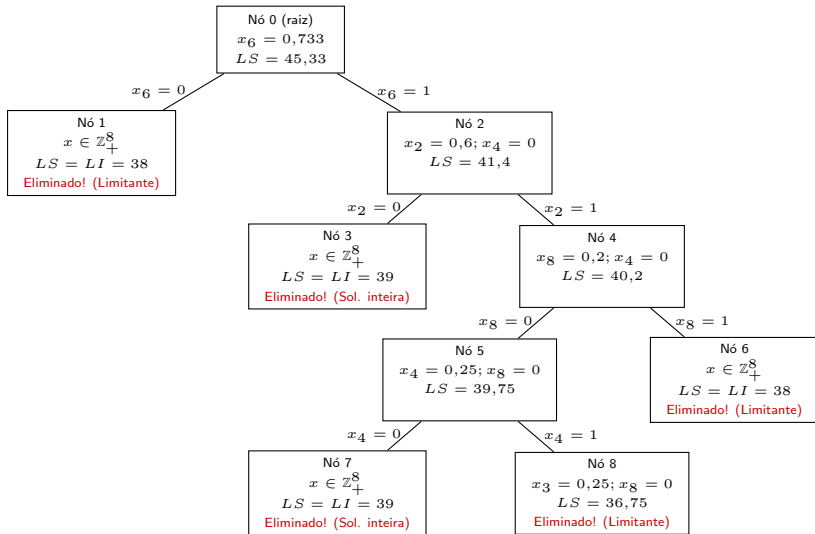 Nó 0 (raiz)
x₆ = 0,733
LS = 45,33
x₆ = 0
x₆ = 1
Nó 1
x ∈ ℤ⁸₊
LS = LI = 38
Eliminado! (Limitante)
Nó 2
x₂ = 0,6; x₄ = 0
LS = 41,4
x₂ = 0
x₂ = 1
Nó 3
x ∈ ℤ⁸₊
LS = LI = 39
Eliminado! (Sol. inteira)
Nó 4
x₈ = 0,2; x₄ = 0
LS = 40,2
x₈ = 0
x₈ = 1
Nó 5
x₄ = 0,25; x₈ = 0
LS = 39,75
Nó 6
x ∈ ℤ⁸₊
LS = LI = 38
Eliminado! (Limitante)
x₄ = 0
x₄ = 1
Nó 7
x ∈ ℤ⁸₊
LS = LI = 39
Eliminado! (Sol. inteira)
Nó 8
x₃ = 0,25; x₈ = 0
LS = 36,75
Eliminado! (Limitante)